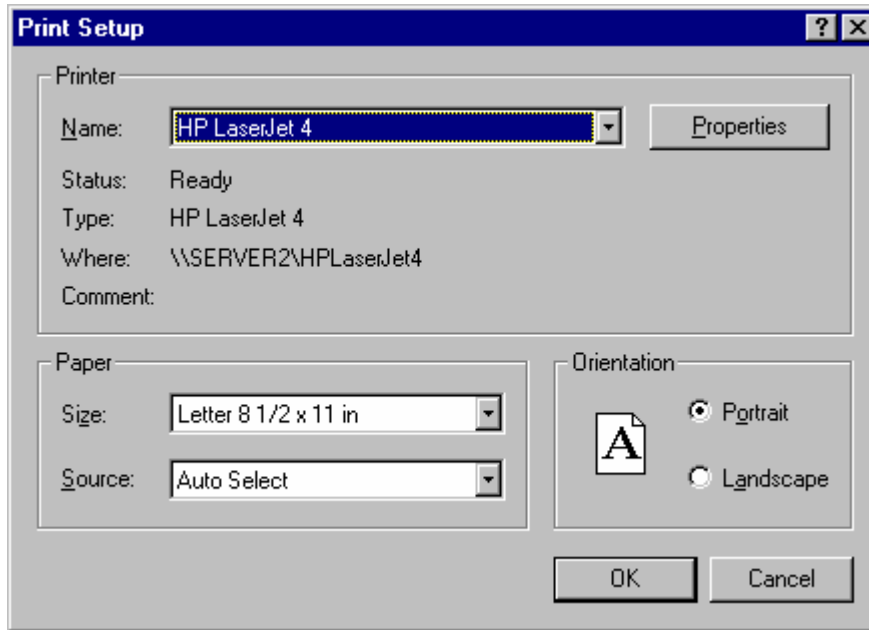 Print Setup
Printer
Name: HP LaserJet 4 Properties
Status: Ready
Type: HP LaserJet 4
Where: \\SERVER2\HPLaserJet4
Comment:
Paper
Size: Letter 8 1/2 x 11 in
Source: Auto Select
Orientation
A
Portrait
Landscape
OK Cancel